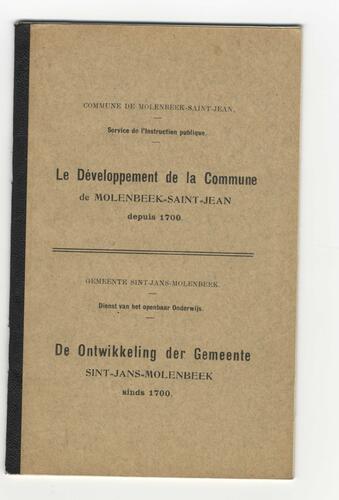 COMMUNE DE MOLENBEEK-SAINT-JEAN.
Service de l'Instruction publique.
Le Développement de la Commune
de MOLENBEEK-SAINT-JEAN
depuis 1700.
GEMEENTE SINT-JANS-MOLENBEEK.
Dienst van het openbaar Onderwijs.
De Ontwikkeling der Gemeente
SINT-JANS-MOLENBEEK
sinds 1700.